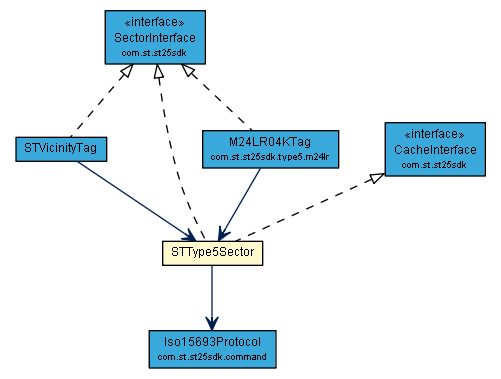 «interface»
SectorInterface
com.st.st25sdk
STVicinityTag
M24LR04KTag
com.st.st25sdk.type5.m24lr
«interface»
CacheInterface
com.st.st25sdk
STType5Sector
Iso15693Protocol
com.st.st25sdk.command